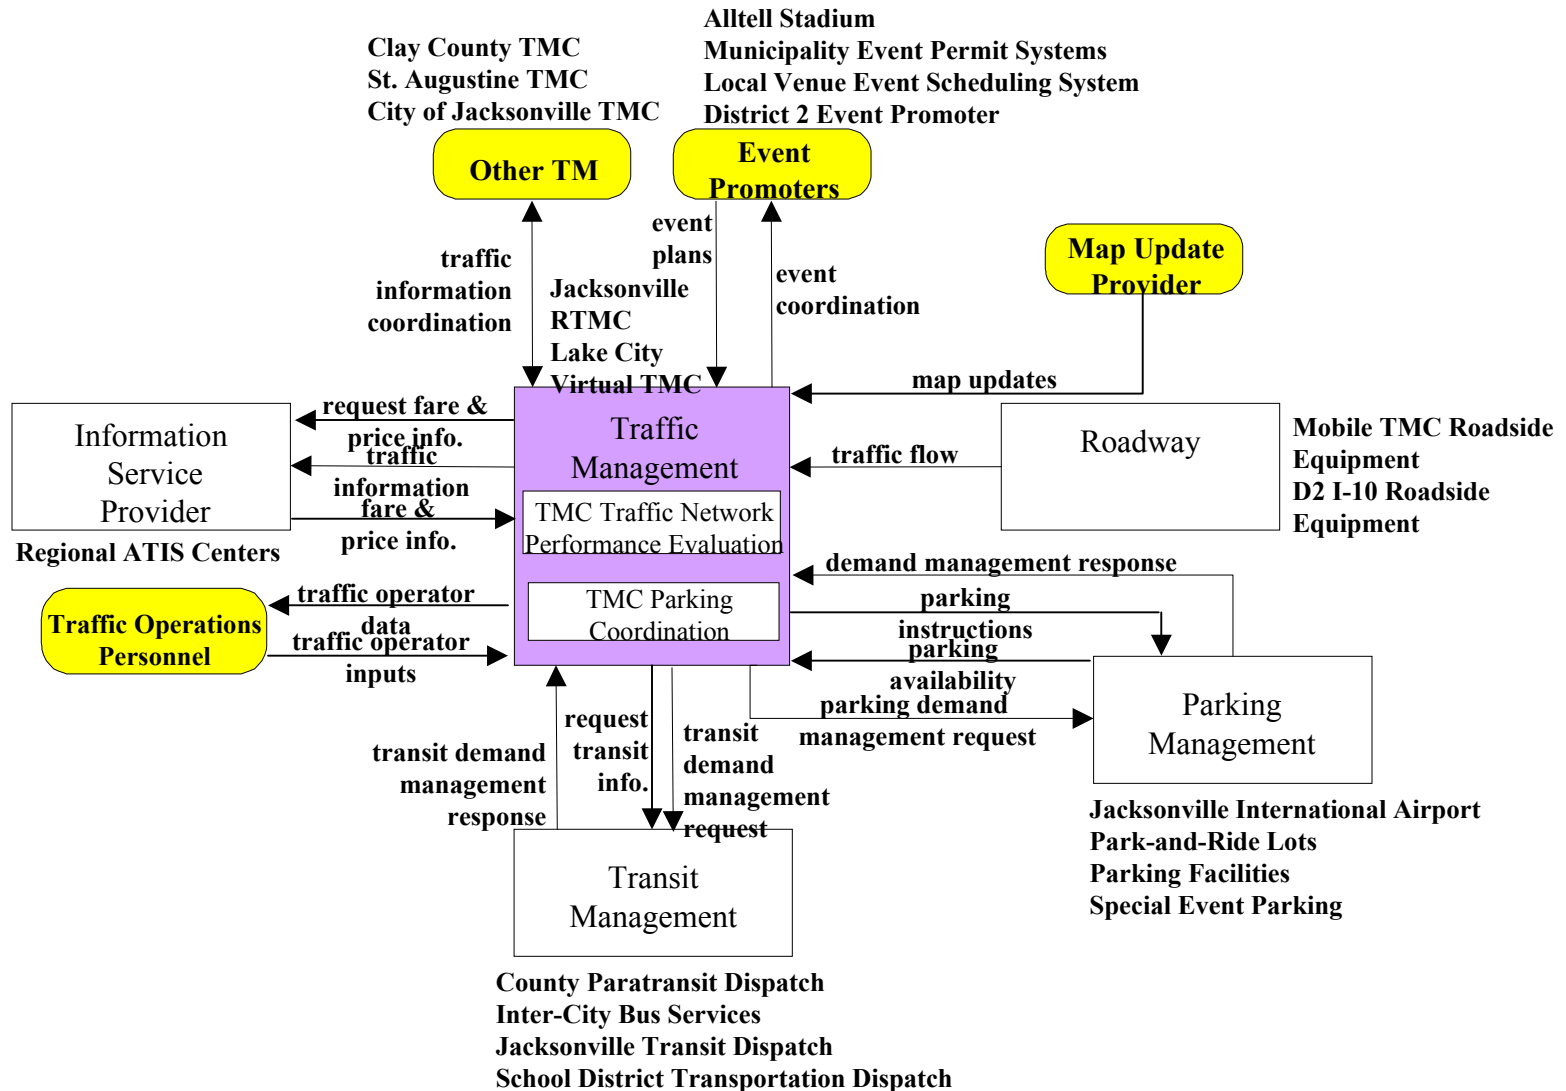 Alltell Stadium
Municipality Event Permit Systems
Local Venue Event Scheduling System
District 2 Event Promoter
Clay County TMC
St. Augustine TMC
City of Jacksonville TMC
Other TM
Event
Promoters
Map Update
Provider
traffic
information
coordination
event
plans
event
coordination
Jacksonville
RTMC
Lake City
Virtual TMC
map updates
request fare &
price info.
traffic
information
fare &
price info.
Information
Service
Provider
Regional ATIS Centers
Traffic
Management
TMC Traffic Network
Performance Evaluation
TMC Parking
Coordination
traffic flow
Roadway
Mobile TMC Roadside
Equipment
D2 I-10 Roadside
Equipment
Traffic Operations
Personnel
traffic operator
data
traffic operator
inputs
demand management response
parking
instructions
parking
availability
parking demand
management request
Parking
Management
Jacksonville International Airport
Park-and-Ride Lots
Parking Facilities
Special Event Parking
transit demand
management
response
request
transit
info.
transit
demand
management
request
Transit
Management
County Paratransit Dispatch
Inter-City Bus Services
Jacksonville Transit Dispatch
School District Transportation Dispatch